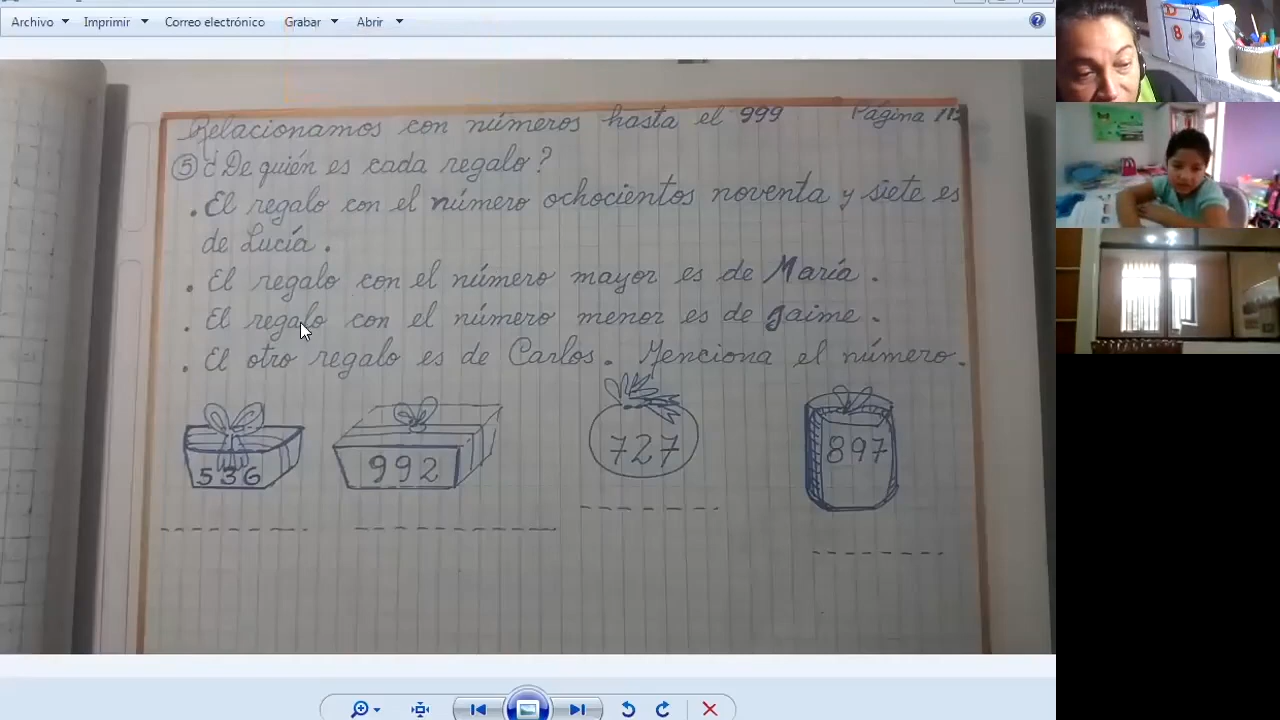 Archivo Imprimir Correo electrónico Grabar Abrir
Relacionamos con números hasta el 999 Página 113
⑤ ¿De quién es cada regalo?
. El regalo con el número ochocientos noventa y siete es
de Lucía.
. El regalo con el número mayor es de María.
. El regalo con el número menor es de Jaime.
. El otro regalo es de Carlos. Menciona el número.
536 992 727 897
D U
8 2